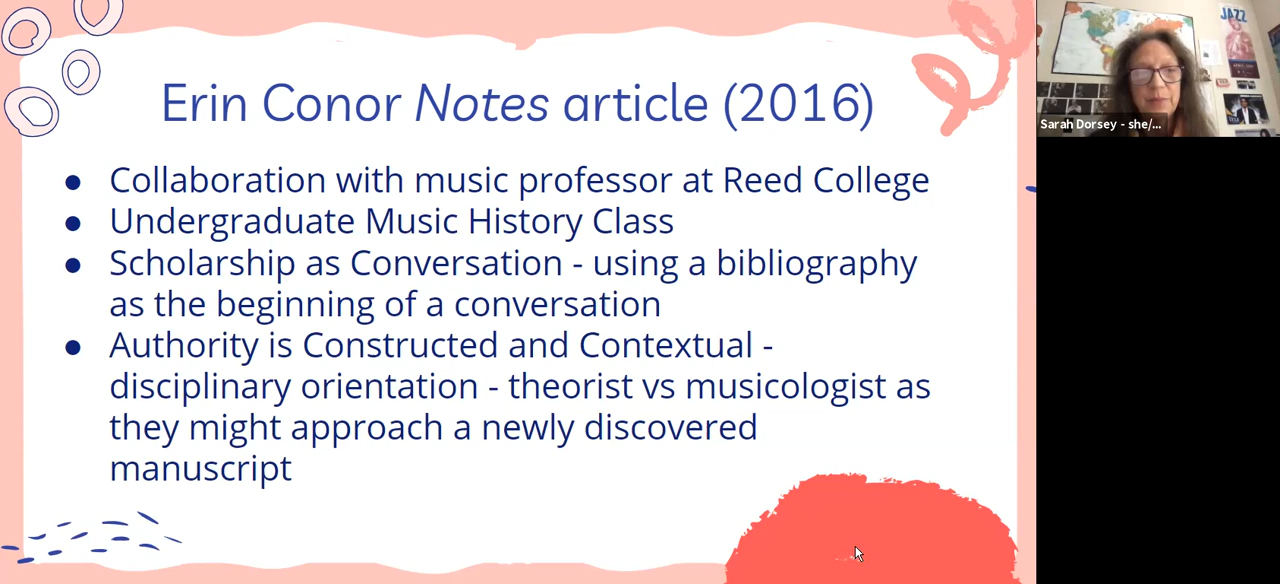 Erin Conor Notes article (2016)
● Collaboration with music professor at Reed College
● Undergraduate Music History Class
● Scholarship as Conversation - using a bibliography
as the beginning of a conversation
● Authority is Constructed and Contextual -
disciplinary orientation - theorist vs musicologist as
they might approach a newly discovered
manuscript
JAZZ
Sarah Dorsey - she/...